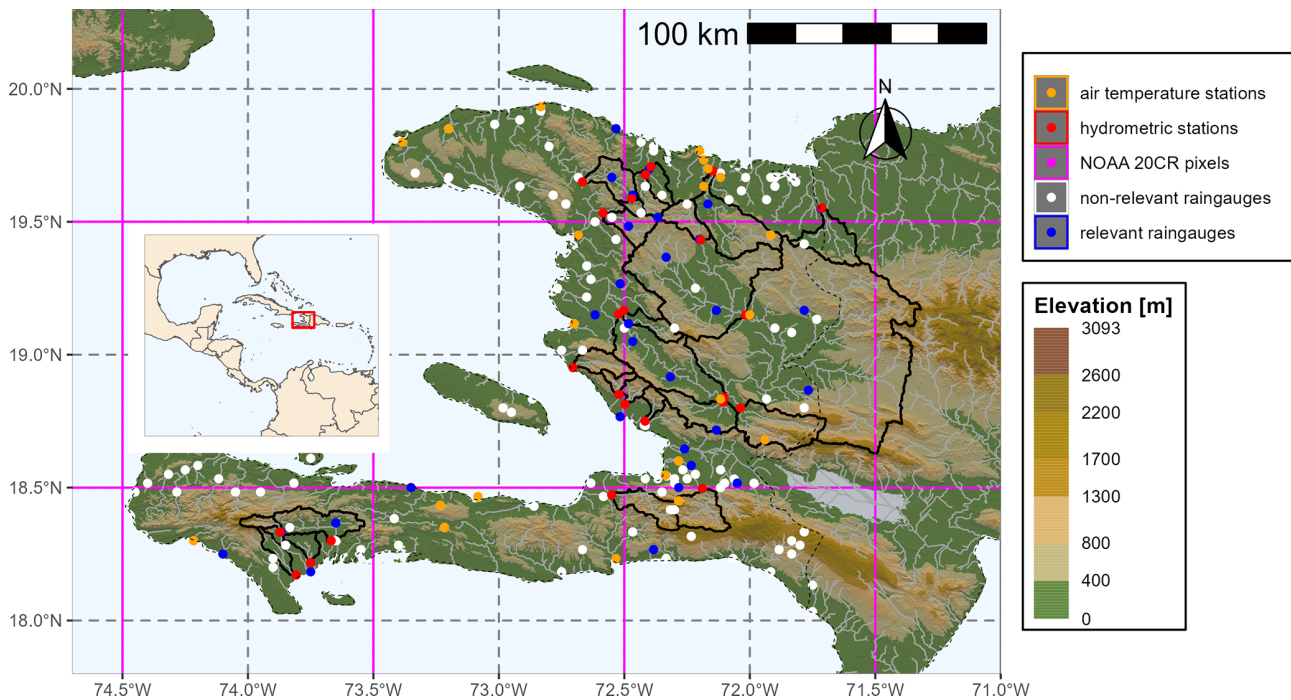 100 km
N
20.0°N
19.5°N
19.0°N
18.5°N
18.0°N
74.5°W
74.0°W
73.5°W
73.0°W
72.5°W
72.0°W
71.5°W
71.0°W
air temperature stations
hydrometric stations
NOAA 20CR pixels
non-relevant raingauges
relevant raingauges
Elevation [m]
3093
2600
2200
1700
1300
800
400
0